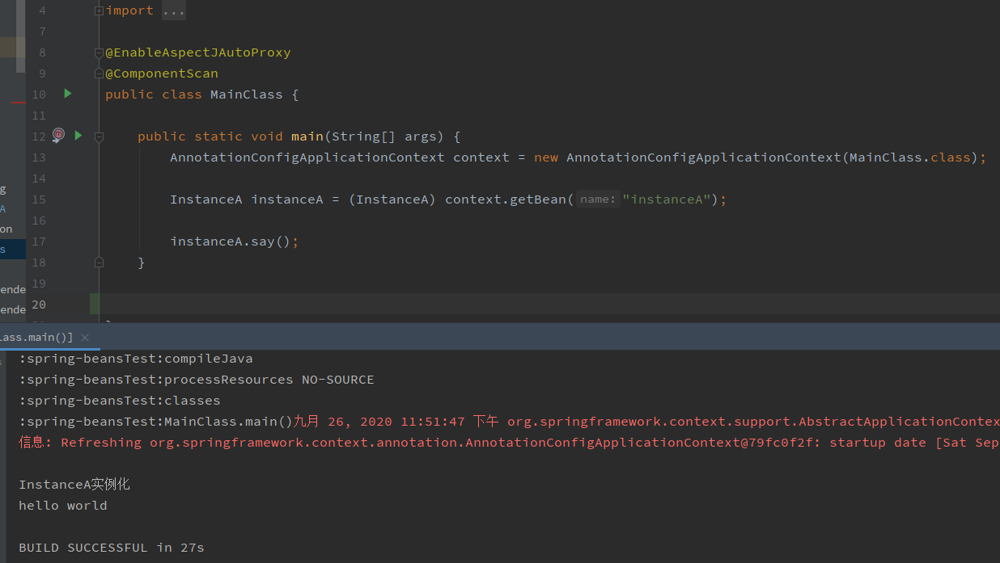 4 import ...
7
8 @EnableAspectJAutoProxy
9 @ComponentScan
10 public class MainClass {
11
12 public static void main(String[] args) {
13 AnnotationConfigApplicationContext context = new AnnotationConfigApplicationContext(MainClass.class);
14
g 15 InstanceA instanceA = (InstanceA) context.getBean( name: "instanceA");
A
16
on
s 17 instanceA.say();
18 }
19
ende
20
ende
lass.main()]
:spring-beansTest:compileJava
:spring-beansTest:processResources NO-SOURCE
:spring-beansTest:classes
:spring-beansTest:MainClass.main()九月 26, 2020 11:51:47 下午 org.springframework.context.support.AbstractApplicationContex
信息: Refreshing org.springframework.context.annotation.AnnotationConfigApplicationContext@79fc0f2f: startup date [Sat Sep
InstanceA实例化
hello world
BUILD SUCCESSFUL in 27s